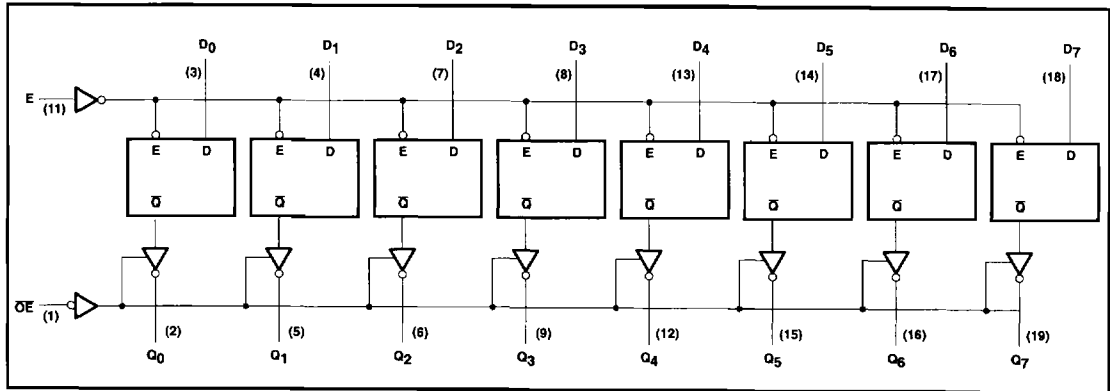 D0 D1 D2 D3 D4 D5 D6 D7
(3) (4) (7) (8) (13) (14) (17) (18)
E
(11)
E D E D E D E D E D E D E D E D
Q̅ Q̅ Q̅ Q̅ Q̅ Q̅ Q̅ Q̅
O̅E̅
(1)
(2) (5) (6) (9) (12) (15) (16) (19)
Q0 Q1 Q2 Q3 Q4 Q5 Q6 Q7